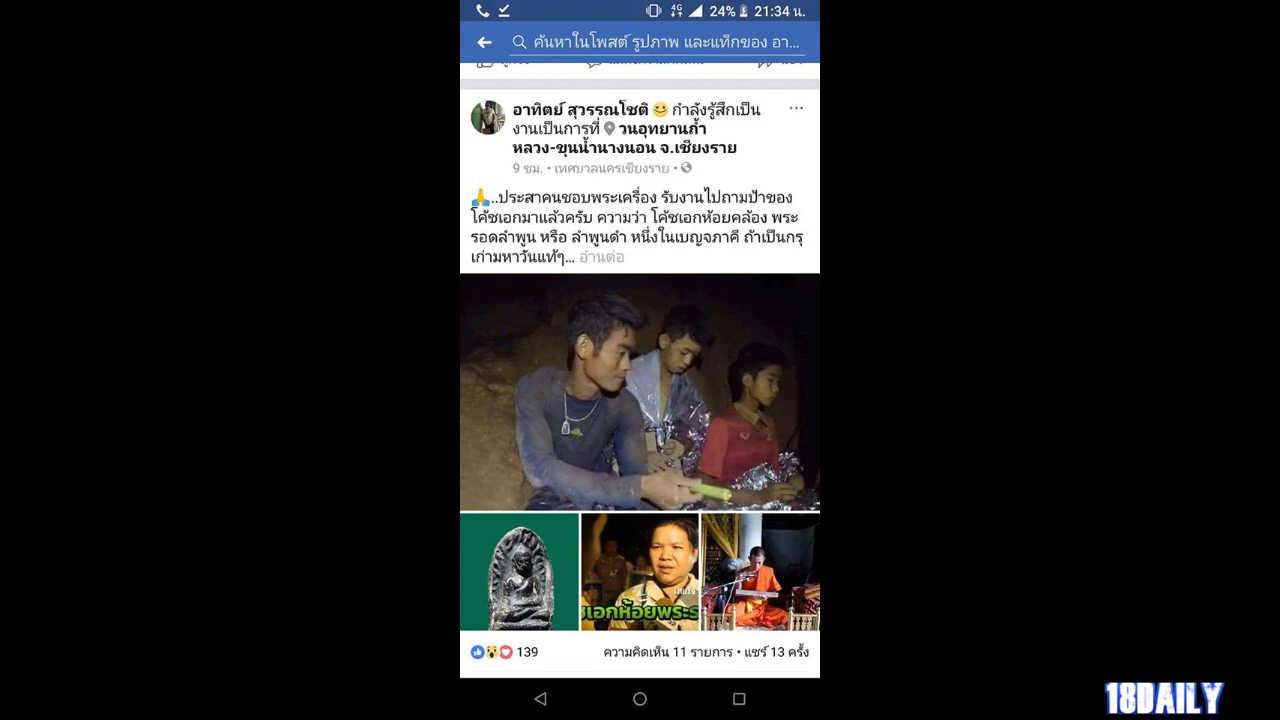 4G 24% 21:34 น.
ค้นหาในโพสต์ รูปภาพ และแท็กของ อา...
อาทิตย์ สุวรรณโชติ กำลังรู้สึกเป็น
งานเป็นการที่ วนอุทยานถ้ำ
หลวง-ขุนน้ำนางนอน จ.เชียงราย
9 ชม. • เทศบาลนครเชียงราย •
..ประสาคนชอบพระเครื่อง รับงานไปถามป้าของ
โค้ชเอกมาแล้วครับ ความว่า โค้ชเอกห้อยคล้อง พระ
รอดลำพูน หรือ ลำพูนดำ หนึ่งในเบญจภาคี ถ้าเป็นกรุ
เก่ามหาวันแท้ๆ... อ่านต่อ
เอกห้อยพระร
139
ความคิดเห็น 11 รายการ • แชร์ 13 ครั้ง
18DAILY